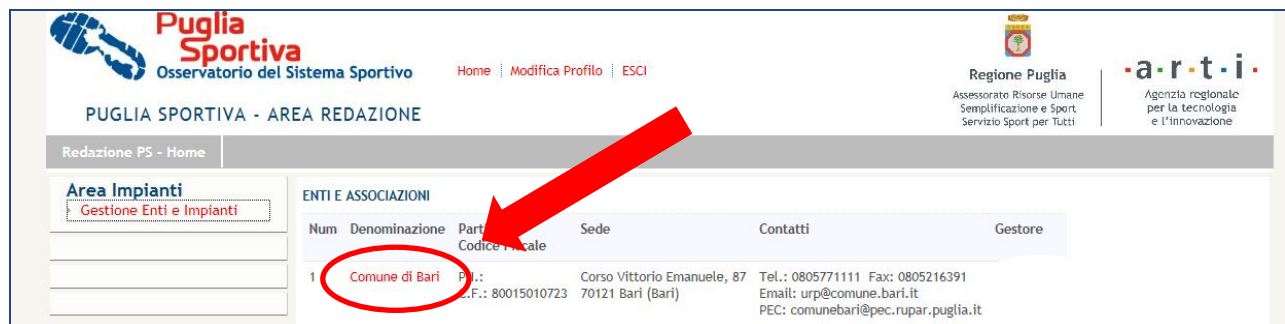 Puglia
Sportiva
Osservatorio del Sistema Sportivo
Home | Modifica Profilo | ESCI
Regione Puglia
Assessorato Risorse Umane
Semplificazione e Sport
Servizio Sport per Tutti
·a·r·t·i·
Agenzia regionale
per la tecnologia
e l'innovazione
PUGLIA SPORTIVA - AREA REDAZIONE
Redazione PS - Home
Area Impianti
Gestione Enti e Impianti
ENTI E ASSOCIAZIONI
Num Denominazione Codice Sede Contatti Gestore
1 Comune di Bari 80015010723 Corso Vittorio Emanuele, 87 Tel.: 0805771111 Fax: 0805216391
70121 Bari (Bari) Email: urp@comune.bari.it
PEC: comunebari@pec.rupar.puglia.it